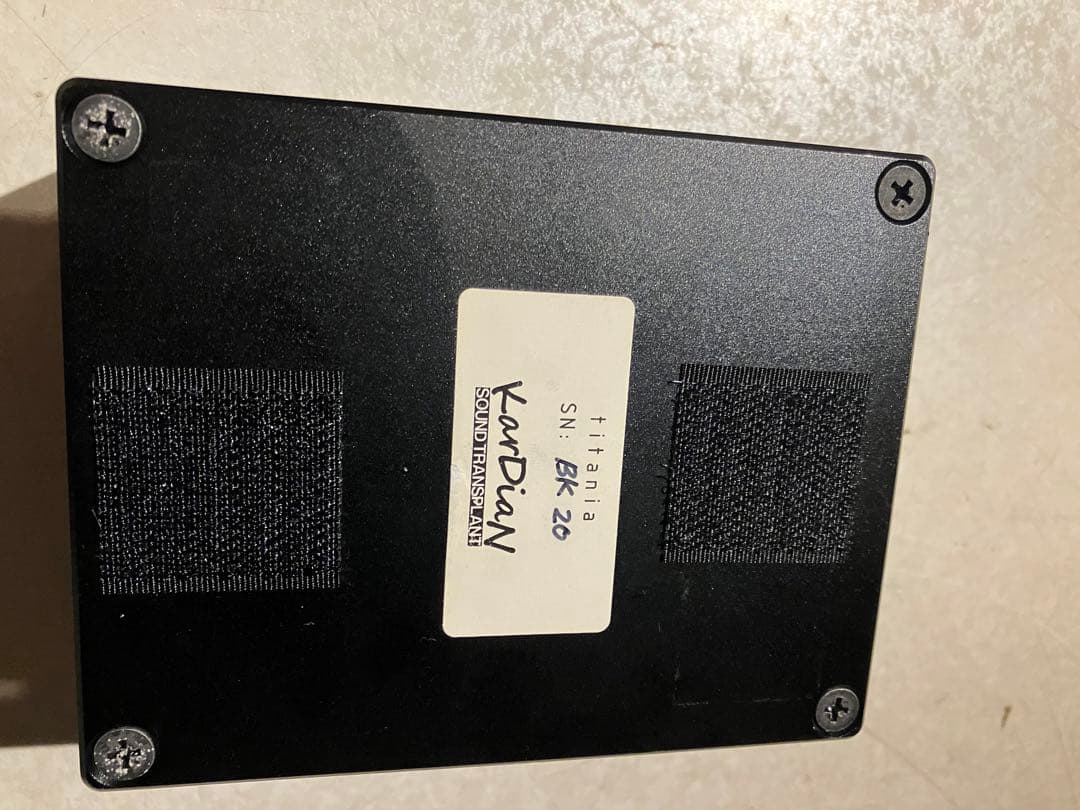 titania
SN: BK 20
KarDiaN
SOUND TRANSPLANT